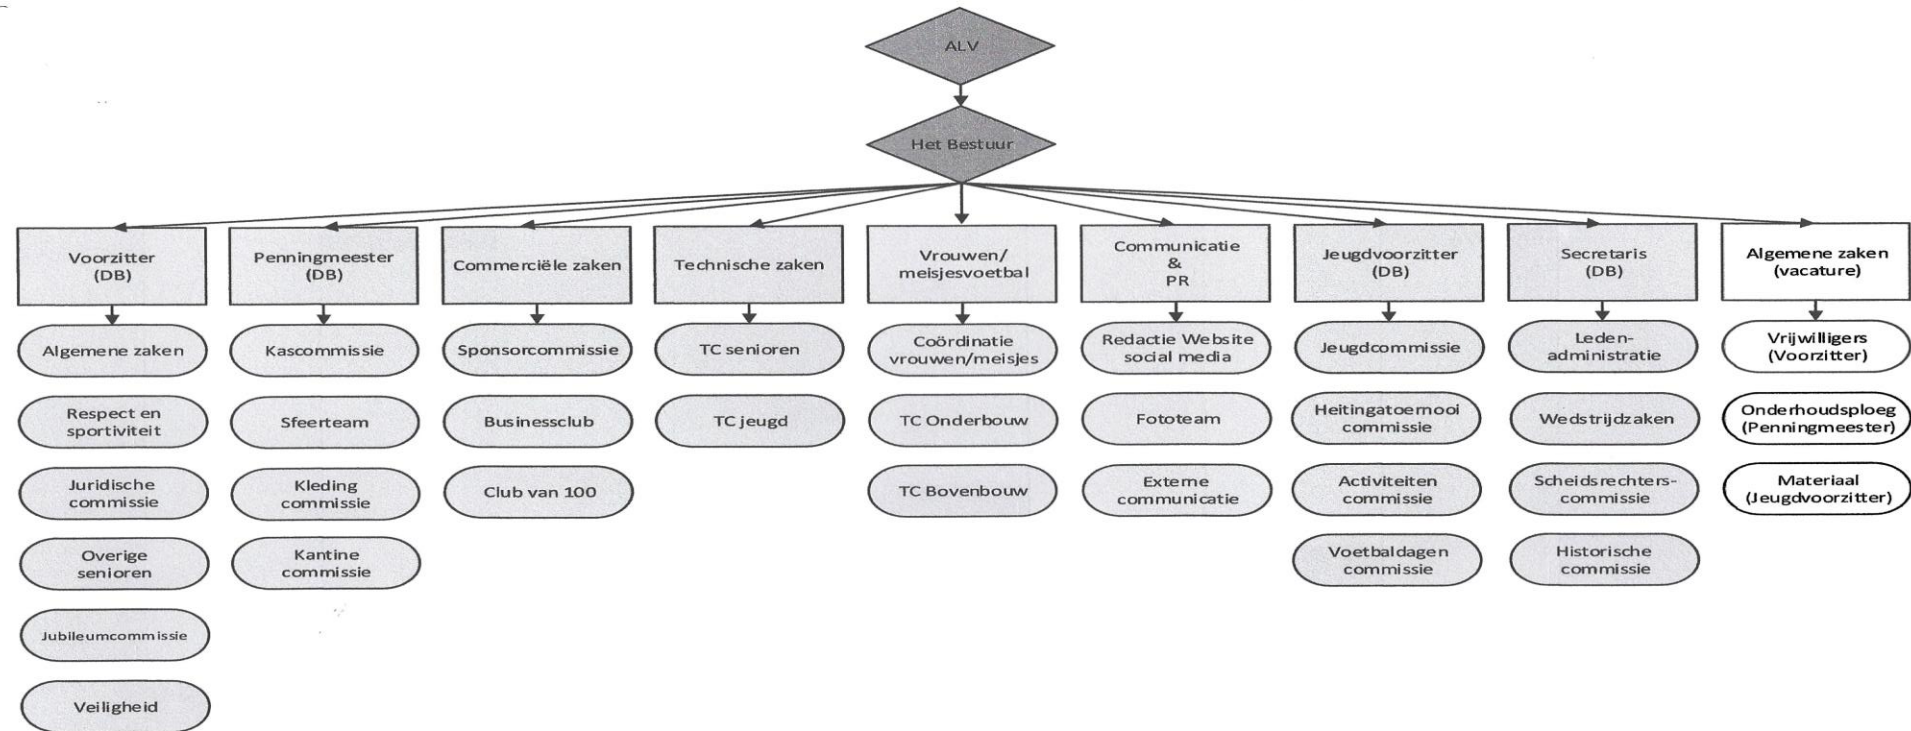 ALV
Het Bestuur
Voorzitter
(DB)
Penningmeester
(DB)
Commerciële zaken
Technische zaken
Vrouwen/
meisjesvoetbal
Communicatie
&
PR
Jeugdvoorzitter
(DB)
Secretaris
(DB)
Algemene zaken
(vacature)
Algemene zaken
Respect en
sportiviteit
Juridische
commissie
Overige
senioren
Jubileumcommissie
Veiligheid
Kascommissie
Sfeerteam
Kleding
commissie
Kantine
commissie
Sponsorcommissie
Businessclub
Club van 100
TC senioren
TC jeugd
Coördinatie
vrouwen/meisjes
TC Onderbouw
TC Bovenbouw
Redactie Website
social media
Fototeam
Externe
communicatie
Jeugdcommissie
Heitingatoernooi
commissie
Activiteiten
commissie
Voetbaldagen
commissie
Leden-
administratie
Wedstrijdzaken
Scheidsrechters-
commissie
Historische
commissie
Vrijwilligers
(Voorzitter)
Onderhoudsploeg
(Penningmeester)
Materiaal
(Jeugdvoorzitter)